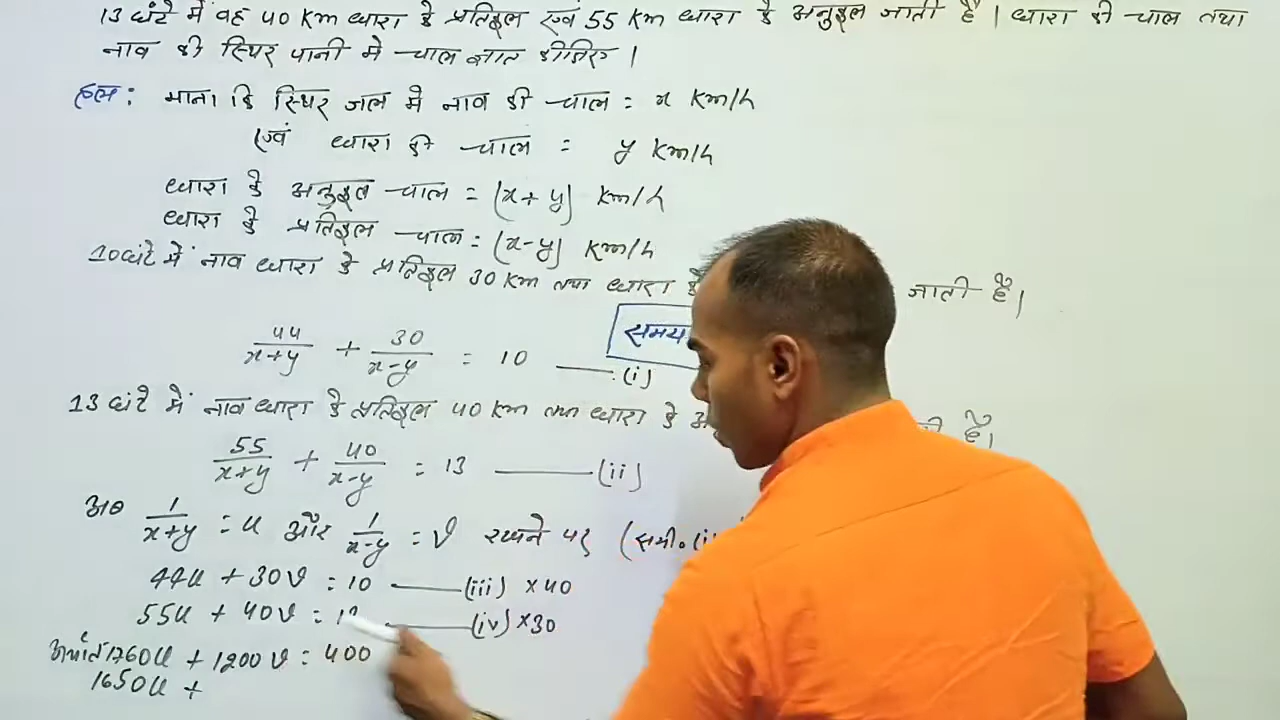 13 घंटे में वह 40 Km धारा के प्रतिकूल एवं 55 Km धारा के अनुकूल जाती है। धारा की चाल तथा
नाव की स्थिर पानी में चाल ज्ञात कीजिए।
हल: माना कि स्थिर जल में नाव की चाल = x Km/h
एवं धारा की चाल = y Km/h
धारा के अनुकूल चाल = (x+y) Km/h
धारा के प्रतिकूल चाल = (x-y) Km/h
10 घंटे में नाव धारा के प्रतिकूल 30 Km तथा धारा के जाती है।
समय
44/(x+y) + 30/(x-y) = 10 —— (i)
13 घंटे में नाव धारा के प्रतिकूल 40 Km तथा धारा के है।
55/(x+y) + 40/(x-y) = 13 —— (ii)
अब 1/(x+y) = u और 1/(x-y) = v रखने पर (समी०
44u + 30v = 10 —— (iii) ×40
55u + 40v = —— (iv) ×30
अर्थात 1760u + 1200v = 400
1650u +